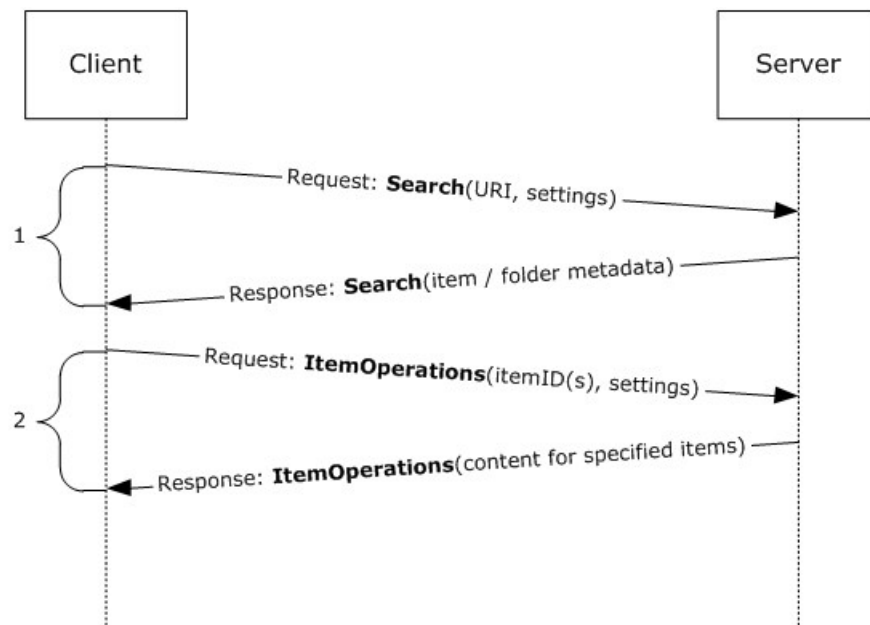 Client
Server
Request: Search(URI, settings)
1
Response: Search(item / folder metadata)
Request: ItemOperations(itemID(s), settings)
2
Response: ItemOperations(content for specified items)